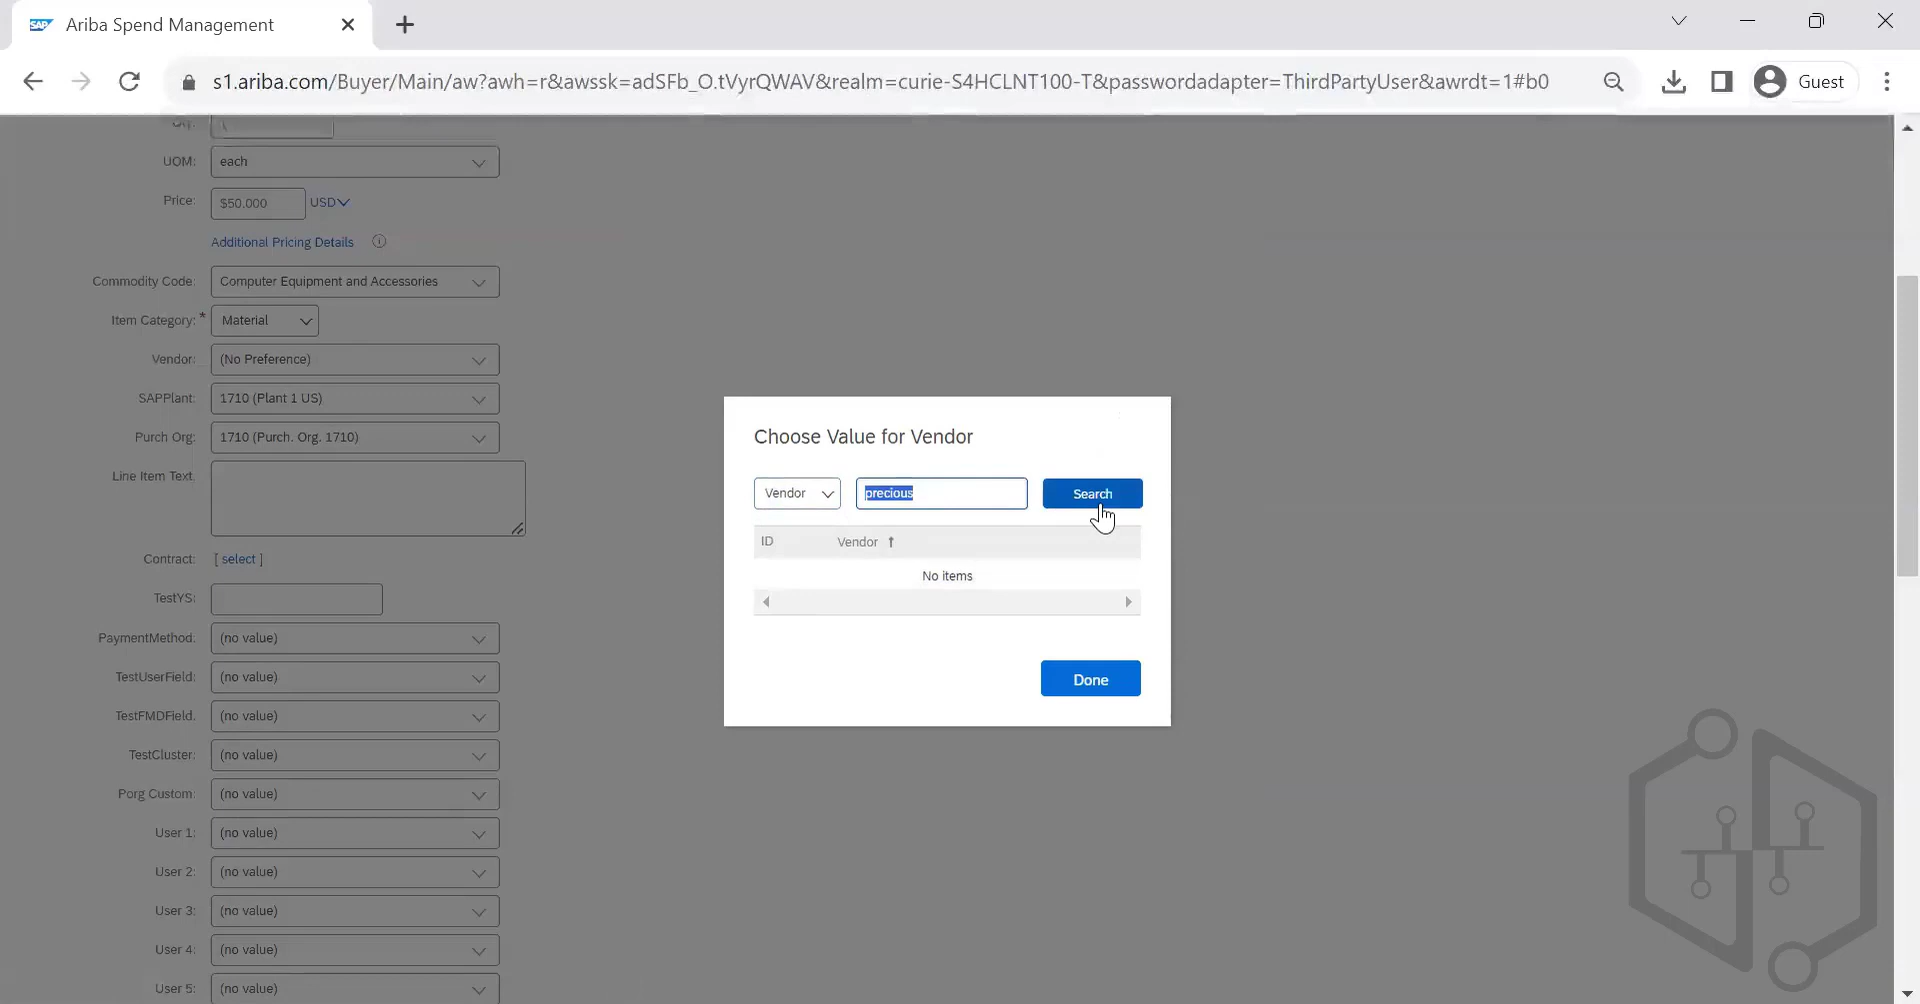 SAP Ariba Spend Management
s1.ariba.com/Buyer/Main/aw?awh=r&awssk=adSFb_O.tVyrQWAV&realm=curie-S4HCLNT100-T&passwordadapter=ThirdPartyUser&awrdt=1#b0
Guest
UOM: each
Price: $50.000 USD
Additional Pricing Details
Commodity Code: Computer Equipment and Accessories
Item Category: * Material
Vendor: (No Preference)
SAPPlant: 1710 (Plant 1 US)
Purch Org: 1710 (Purch. Org. 1710)
Line Item Text:
Contract: [ select ]
TestYS:
PaymentMethod: (no value)
TestUserField: (no value)
TestFMDField: (no value)
TestCluster: (no value)
Porg Custom: (no value)
User 1: (no value)
User 2: (no value)
User 3: (no value)
User 4: (no value)
User 5: (no value)
Choose Value for Vendor
Vendor precious Search
ID Vendor ↑
No items
Done